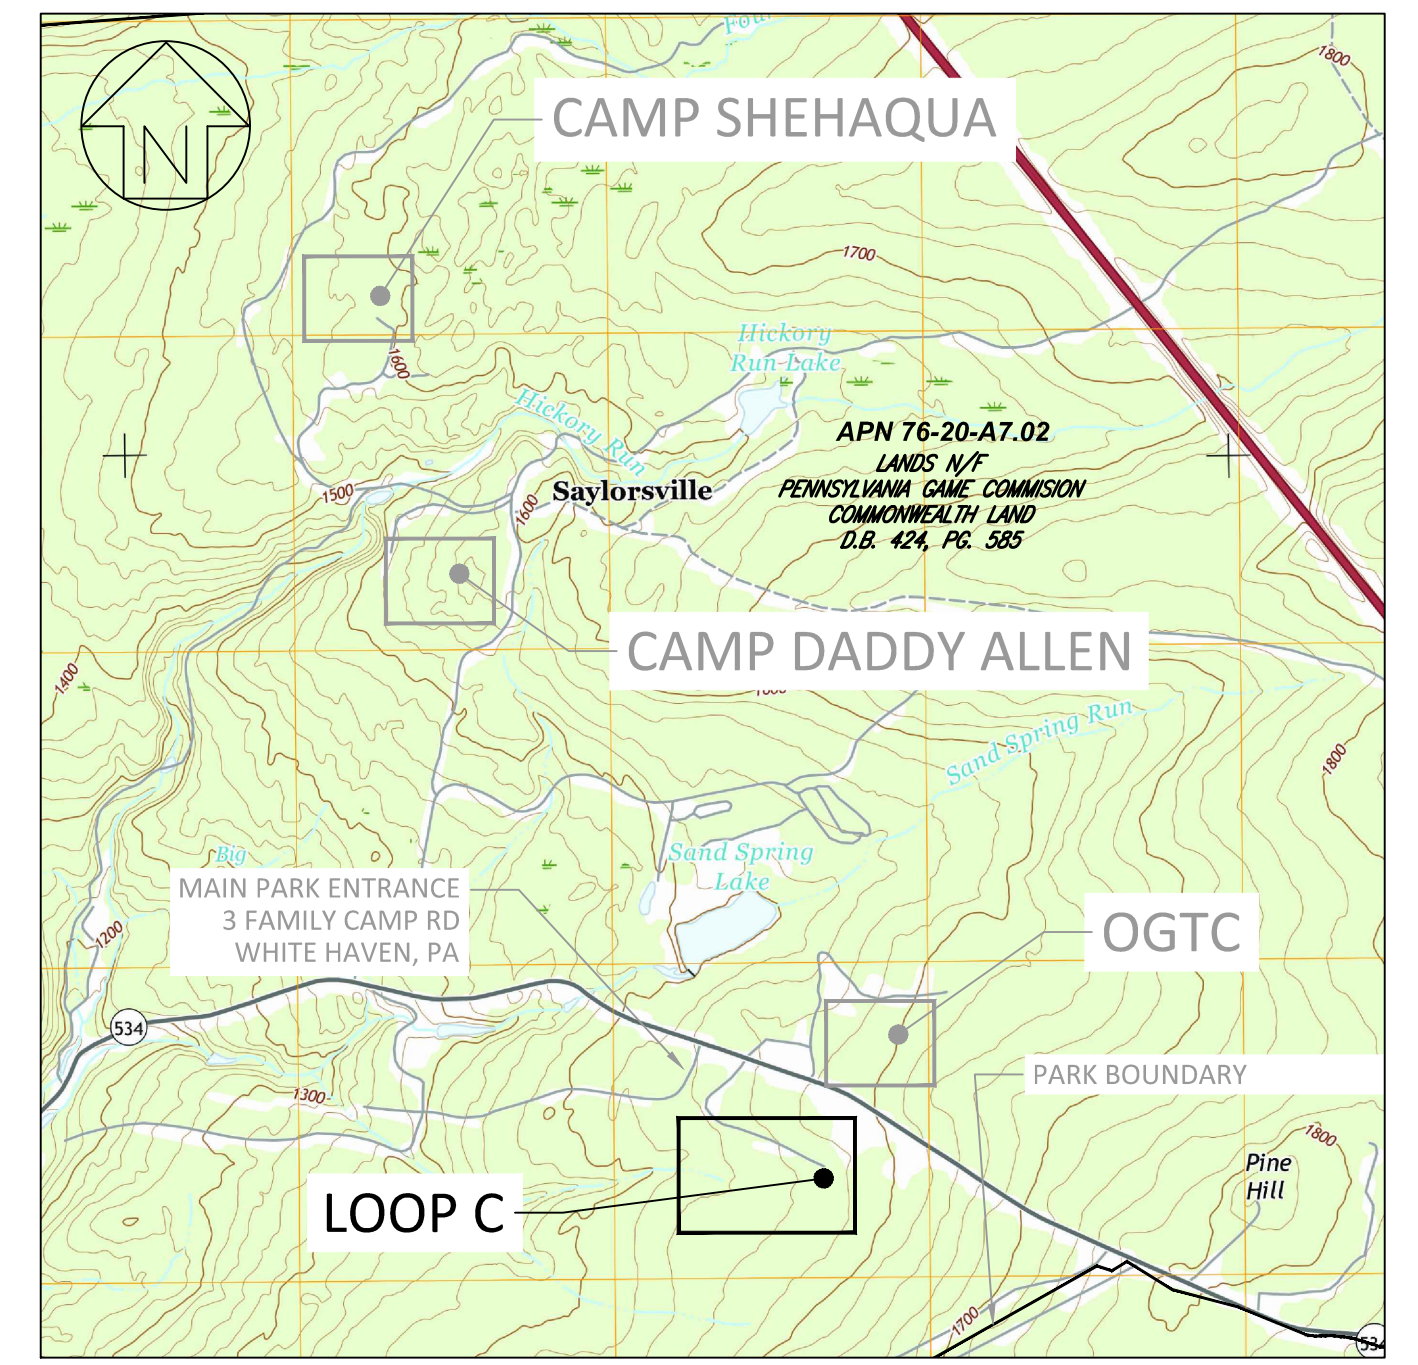 Four
1800
N
CAMP SHEHAQUA
1700
Hickory
Run Lake
1600
Hickory Run
APN 76-20-A7.02
LANDS N/F
PENNSYLVANIA GAME COMMISION
COMMONWEALTH LAND
D.B. 424, PG. 585
1500
Saylorsville
1600
CAMP DADDY ALLEN
1400
Sand Spring Run
1800
Big
Sand Spring
Lake
MAIN PARK ENTRANCE
3 FAMILY CAMP RD
WHITE HAVEN, PA
1200
OGTC
534
PARK BOUNDARY
1300
1800
Pine
Hill
LOOP C
1700
534